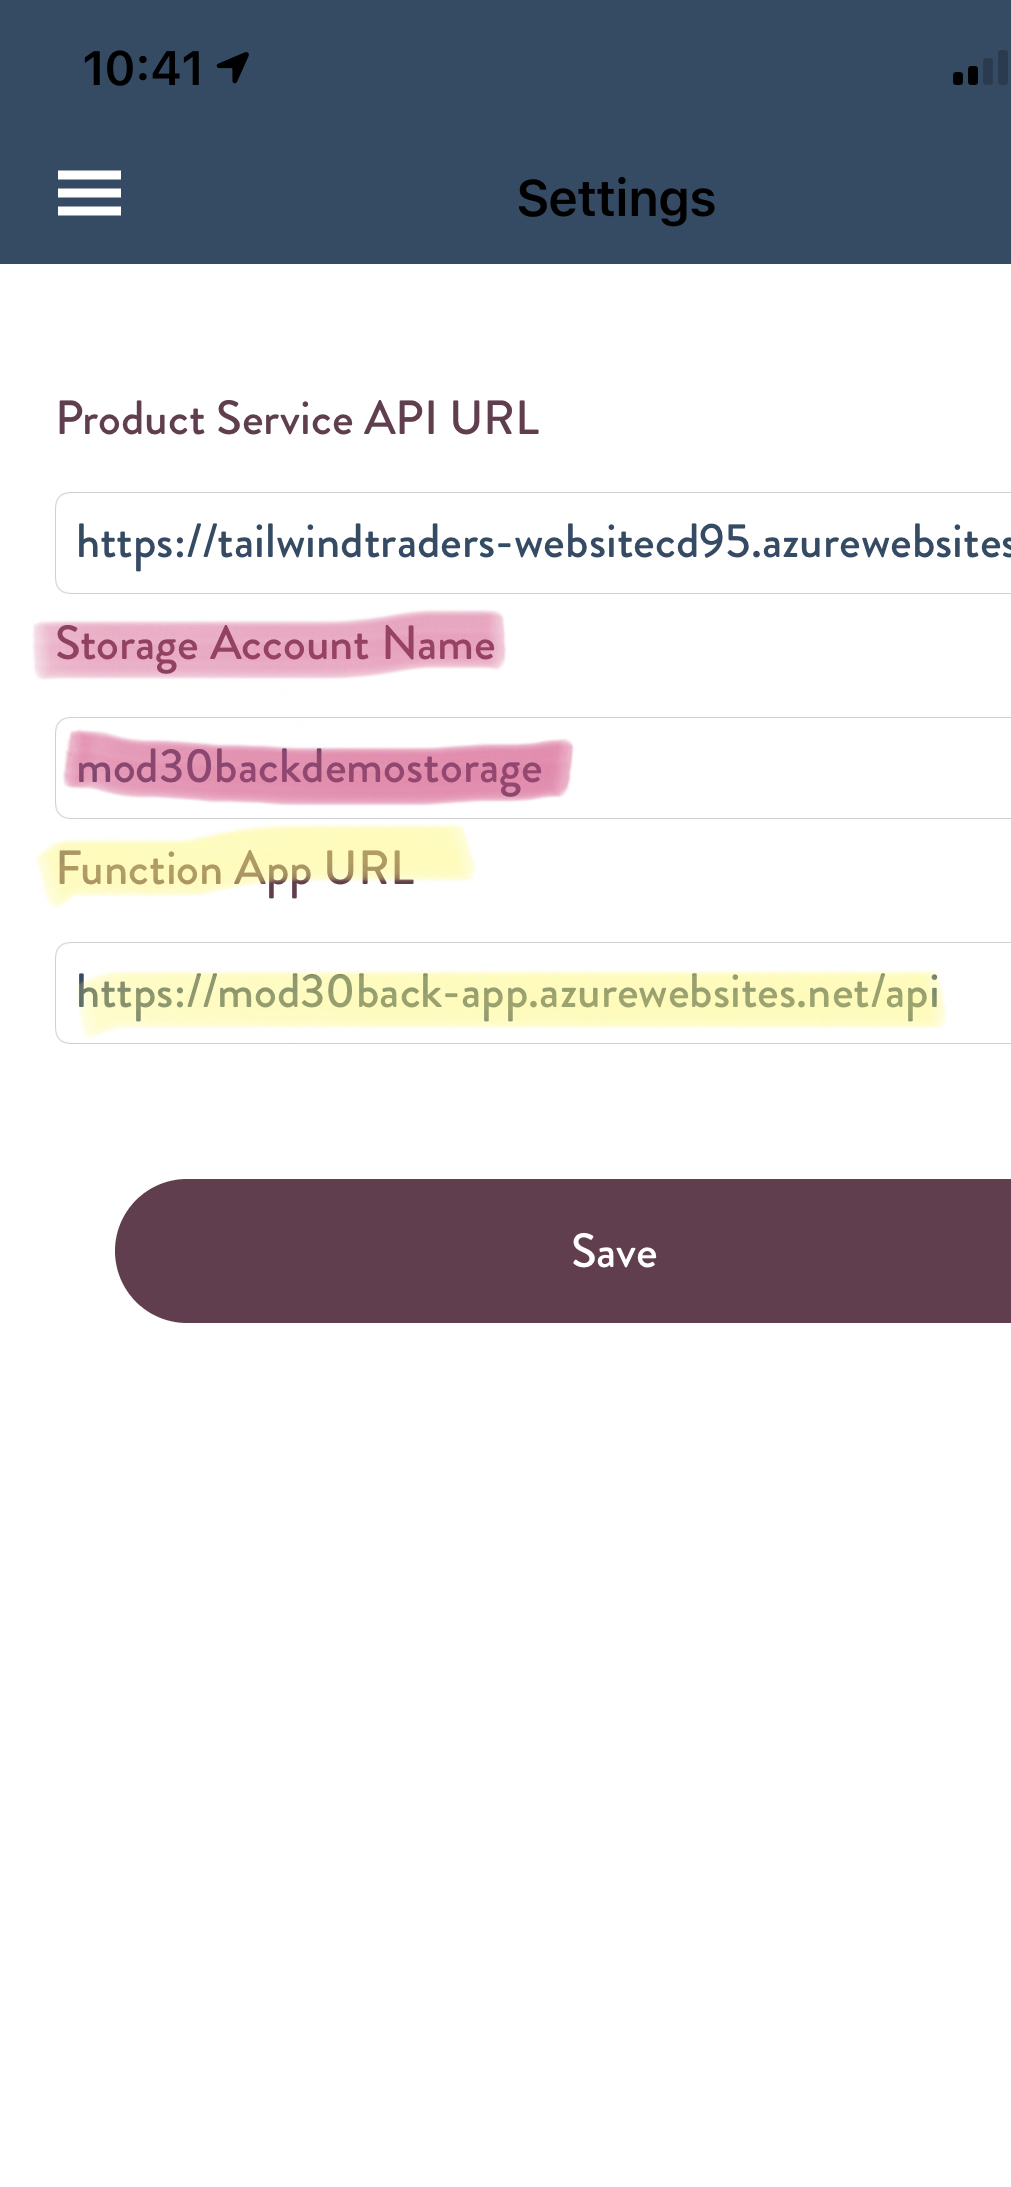 10:41
Settings
Product Service API URL
https://tailwindtraders-websitecd95.azurewebsites
Storage Account Name
mod30backdemostorage
Function App URL
https://mod30back-app.azurewebsites.net/api
Save